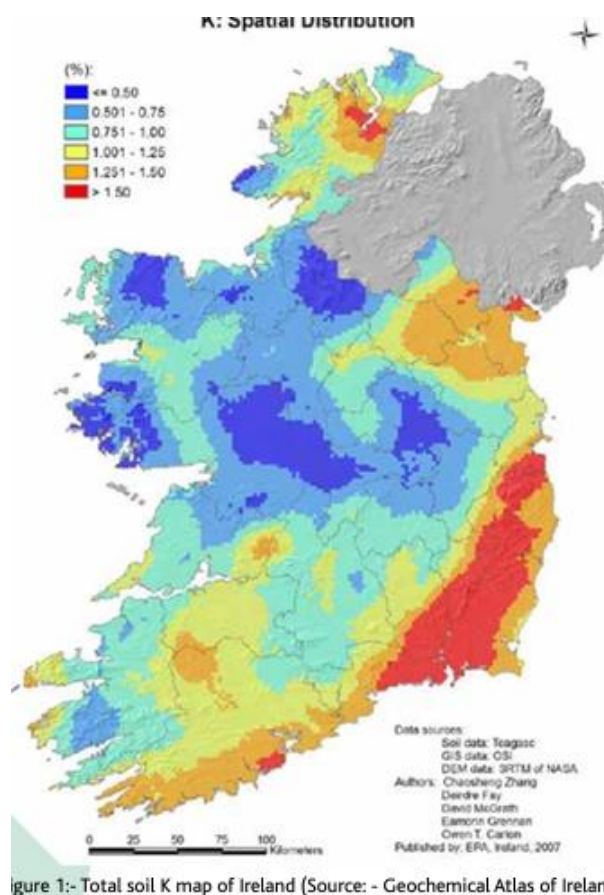 K: Spatial Distribution
(%):
<= 0.50
0.501 - 0.75
0.751 - 1.00
1.001 - 1.25
1.251 - 1.50
> 1.50
Data sources:
Soil data: Teagasc
GIS data: OSI
DEM data: SRTM of NASA
Authors: Chaosheng Zhang
Deirdre Fay
David McGrath
Eamonn Grennan
Owen T. Carton
Published by: EPA, Ireland, 2007
0 25 50 75 100
Kilometers
igure 1:- Total soil K map of Ireland (Source: - Geochemical Atlas of Irelan